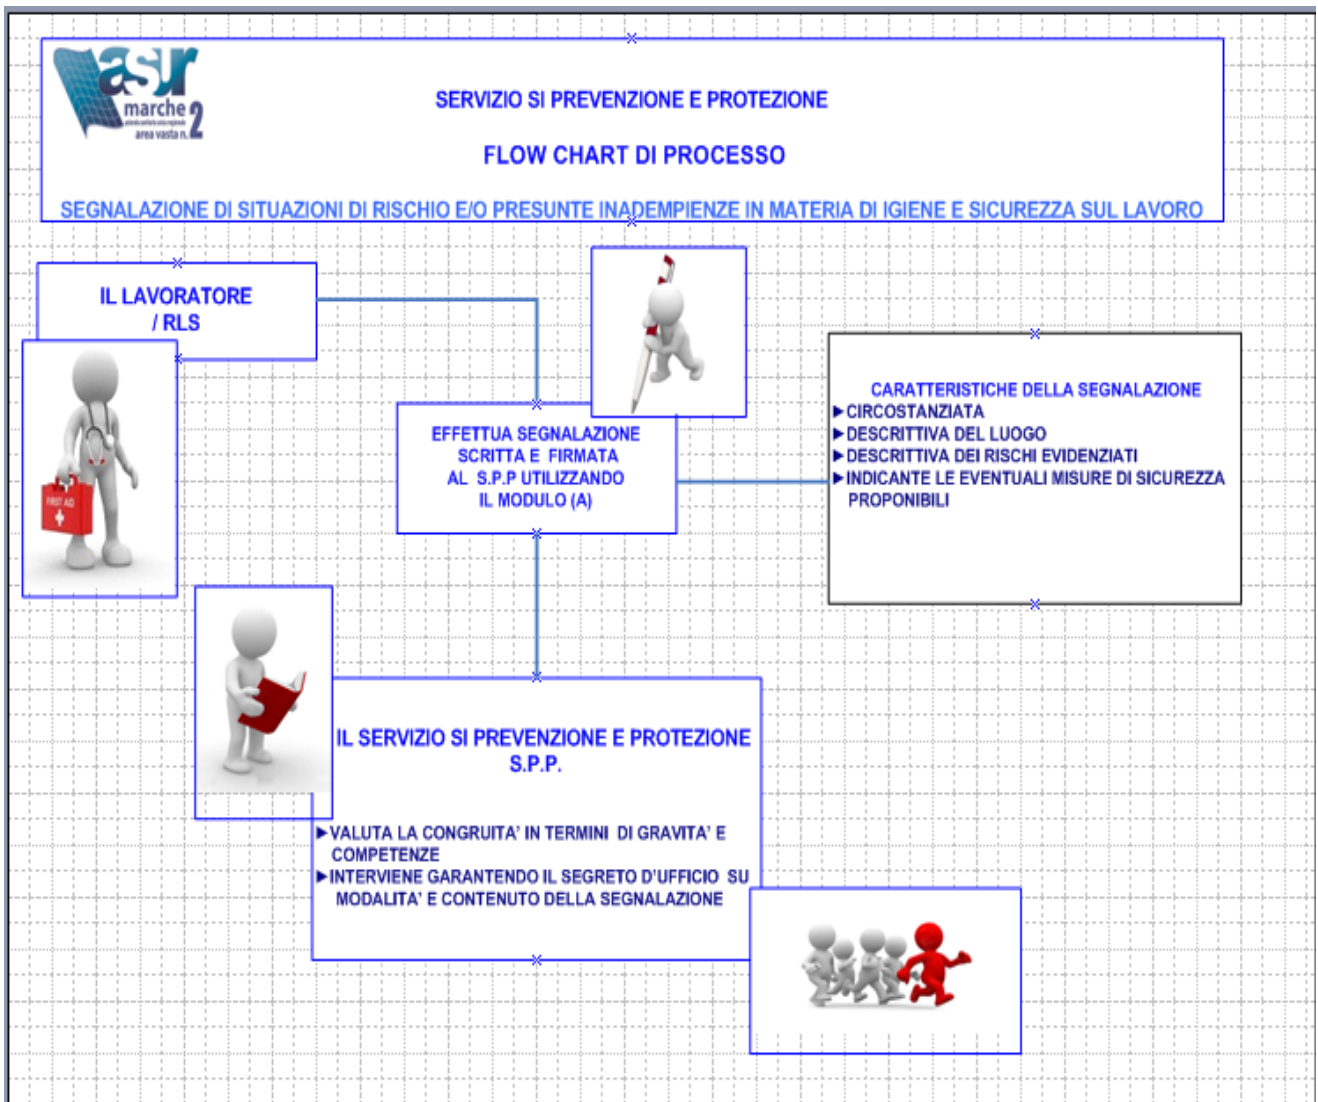 asur
marche 2
azienda sanitaria unica regionale
area vasta n.
SERVIZIO SI PREVENZIONE E PROTEZIONE
FLOW CHART DI PROCESSO
SEGNALAZIONE DI SITUAZIONI DI RISCHIO E/O PRESUNTE INADEMPIENZE IN MATERIA DI IGIENE E SICUREZZA SUL LAVORO
IL LAVORATORE
/ RLS
FIRST AID
EFFETTUA SEGNALAZIONE
SCRITTA E FIRMATA
AL S.P.P UTILIZZANDO
IL MODULO (A)
CARATTERISTICHE DELLA SEGNALAZIONE
►CIRCOSTANZIATA
►DESCRITTIVA DEL LUOGO
►DESCRITTIVA DEI RISCHI EVIDENZIATI
►INDICANTE LE EVENTUALI MISURE DI SICUREZZA
PROPONIBILI
IL SERVIZIO SI PREVENZIONE E PROTEZIONE
S.P.P.
►VALUTA LA CONGRUITA' IN TERMINI DI GRAVITA' E
COMPETENZE
►INTERVIENE GARANTENDO IL SEGRETO D'UFFICIO SU
MODALITA' E CONTENUTO DELLA SEGNALAZIONE